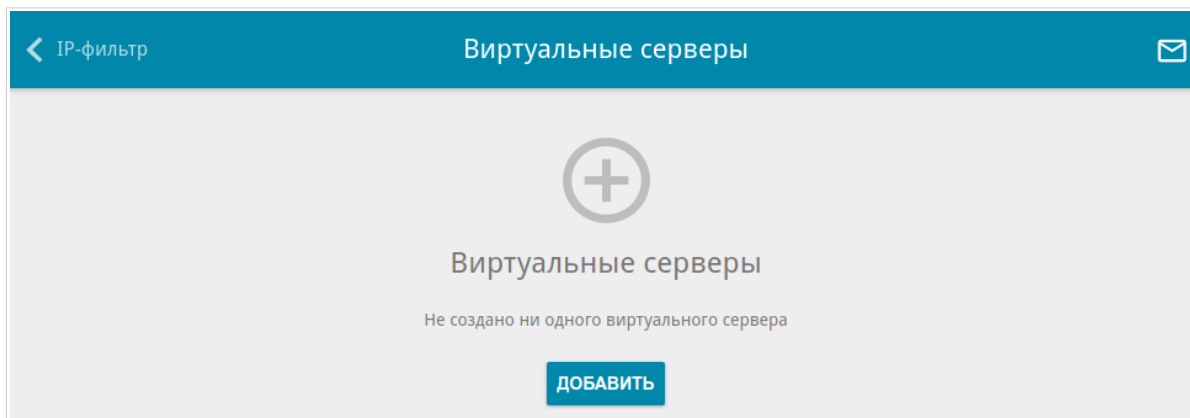 IP-фильтр
Виртуальные серверы
Виртуальные серверы
Не создано ни одного виртуального сервера
ДОБАВИТЬ